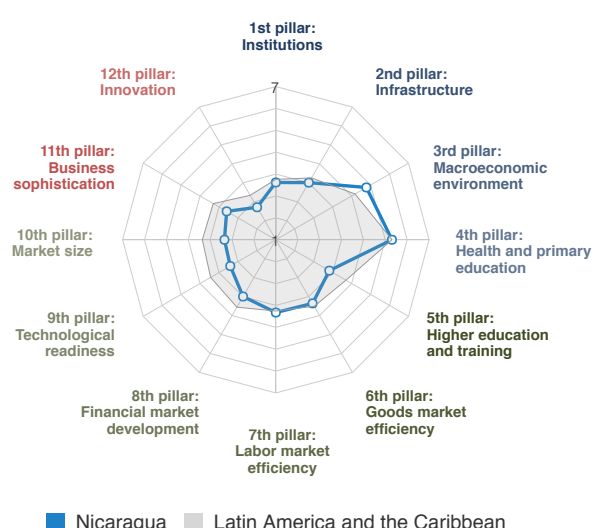 1st pillar:
Institutions
2nd pillar:
Infrastructure
3rd pillar:
Macroeconomic
environment
4th pillar:
Health and primary
education
5th pillar:
Higher education
and training
6th pillar:
Goods market
efficiency
7th pillar:
Labor market
efficiency
8th pillar:
Financial market
development
9th pillar:
Technological
readiness
10th pillar:
Market size
11th pillar:
Business
sophistication
12th pillar:
Innovation
7
1
Nicaragua
Latin America and the Caribbean